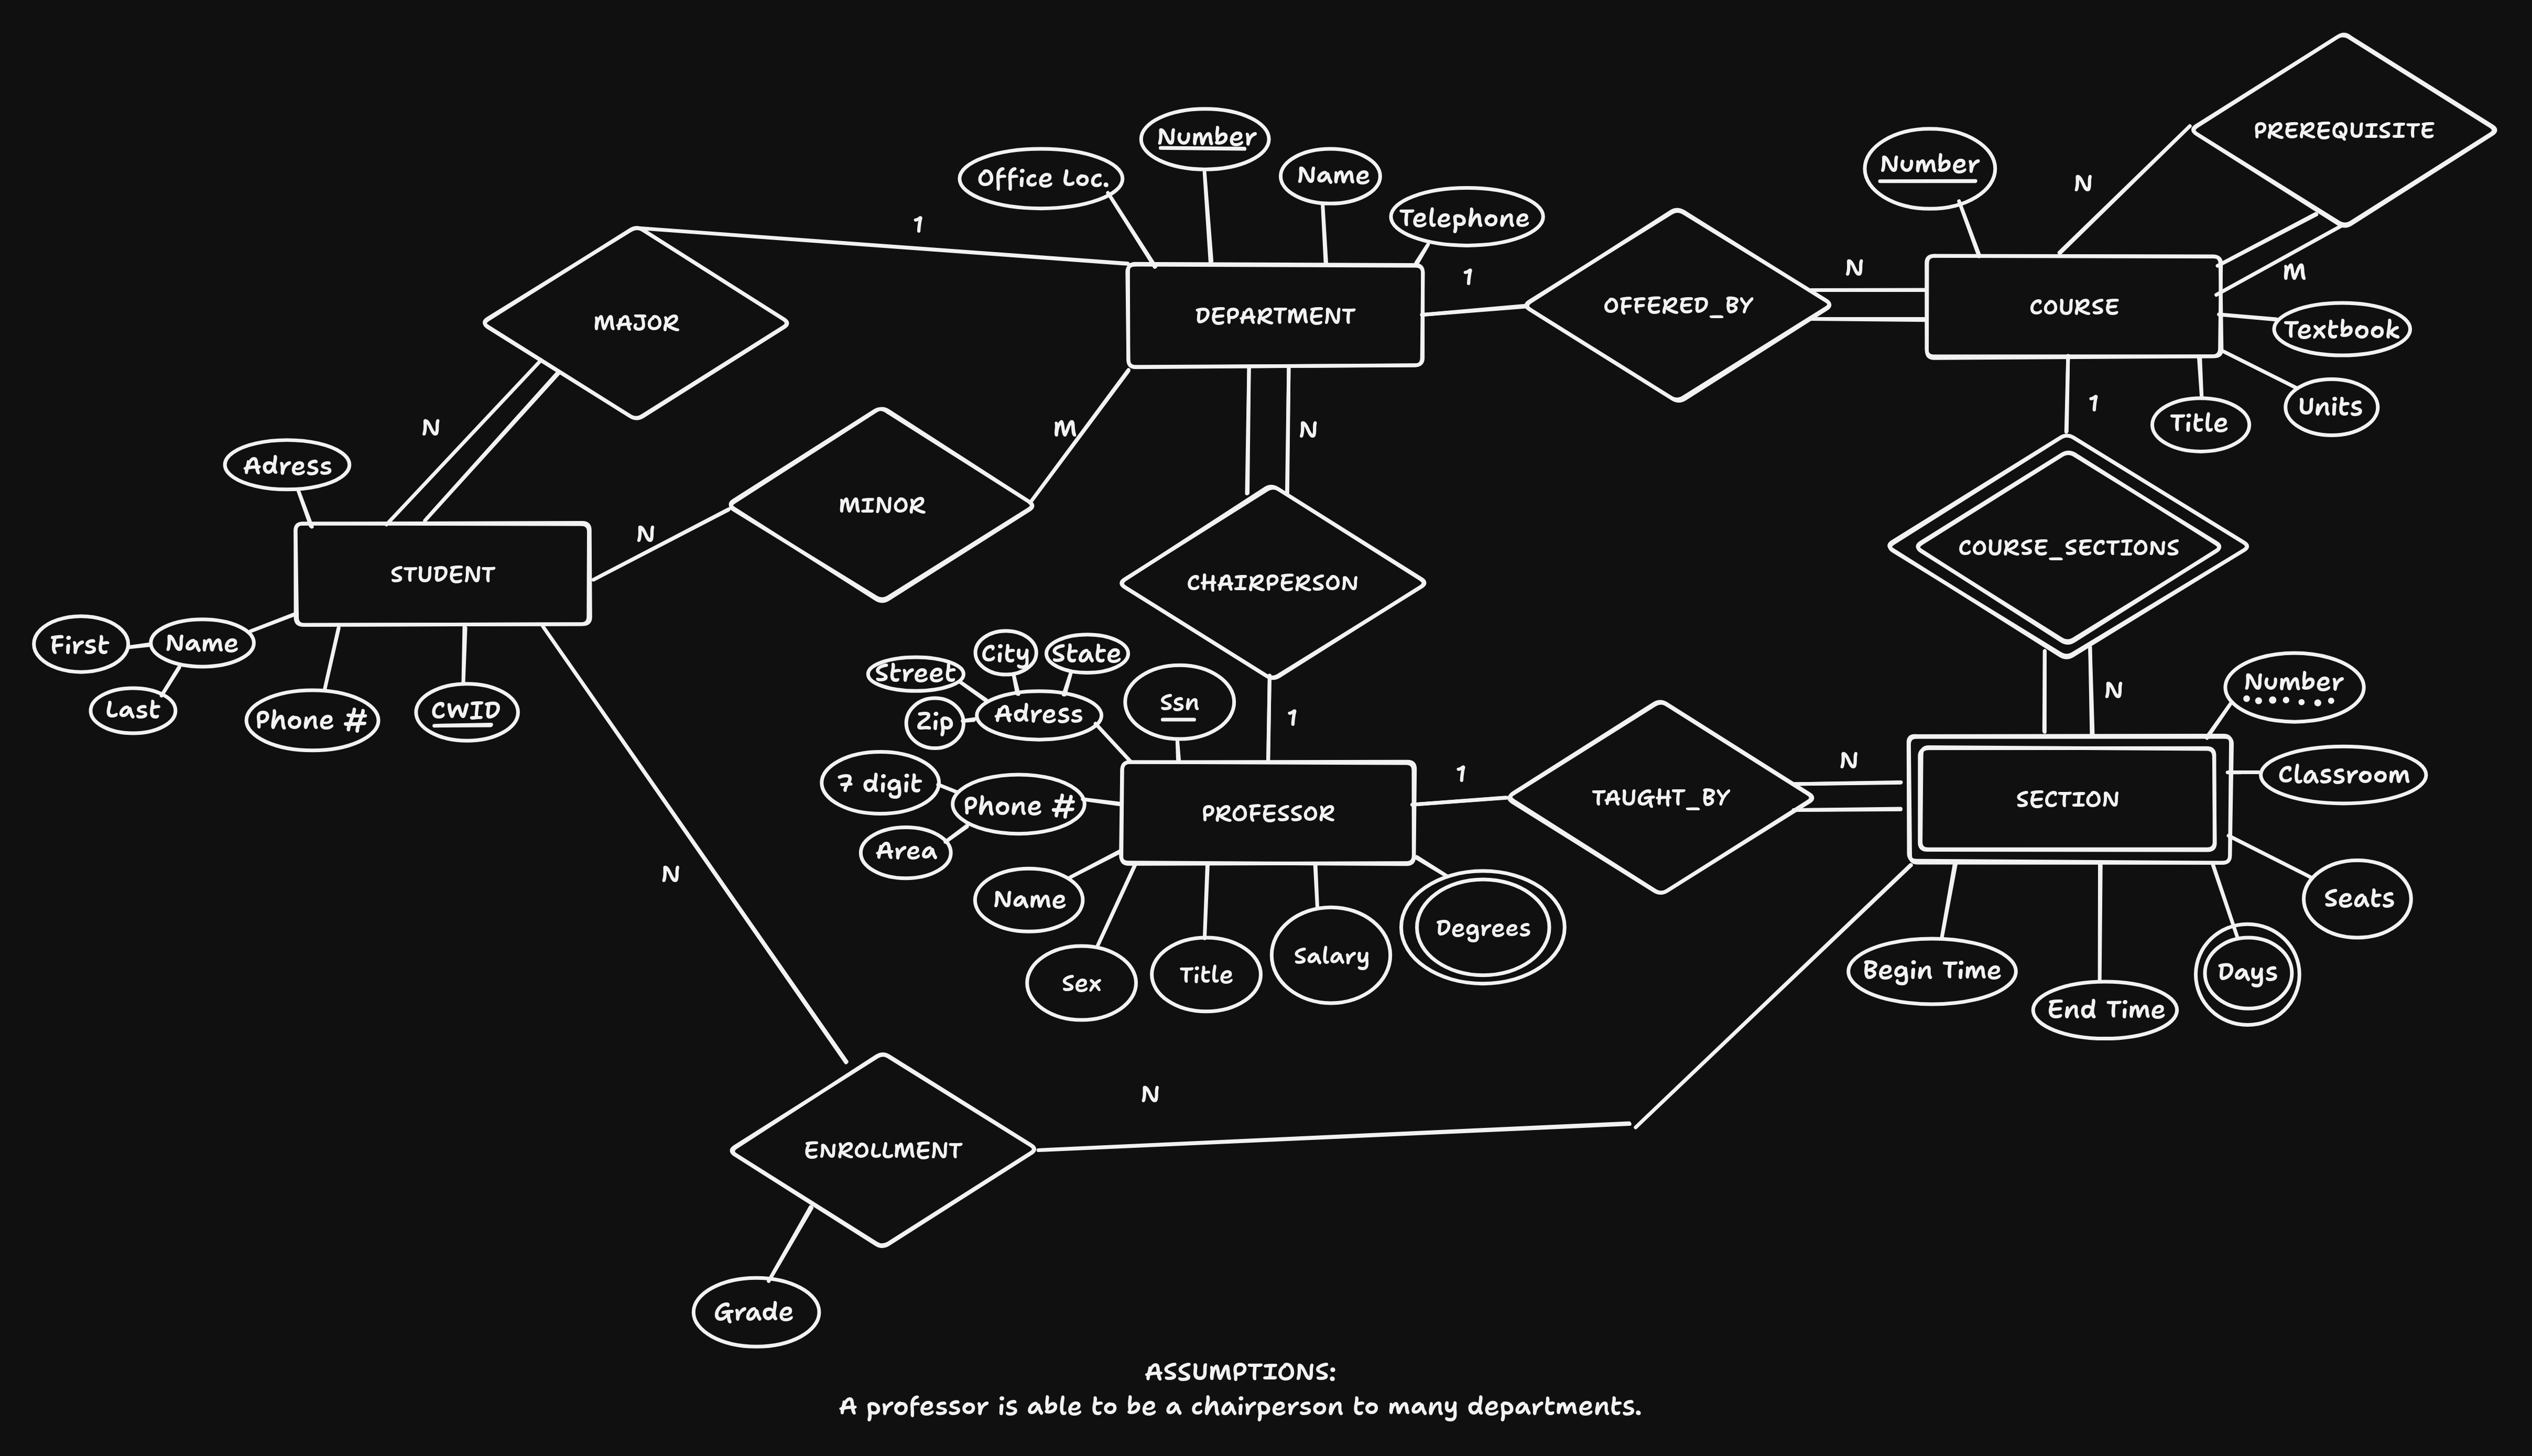 PREREQUISITE
Number
Number
Office Loc.
Name
Telephone
N
1
1
N
M
OFFERED_BY
COURSE
DEPARTMENT
MAJOR
Textbook
Units
Title
1
N
M
N
Adress
MINOR
N
STUDENT
CHAIRPERSON
COURSE_SECTIONS
First
Name
Last
Phone #
CWID
City
State
Street
Zip
Adress
Ssn
1
N
Number
Classroom
7 digit
Phone #
Area
PROFESSOR
1
TAUGHT_BY
N
SECTION
Name
Sex
Title
Salary
Degrees
Seats
Begin Time
End Time
Days
N
N
ENROLLMENT
Grade
ASSUMPTIONS:
A professor is able to be a chairperson to many departments.